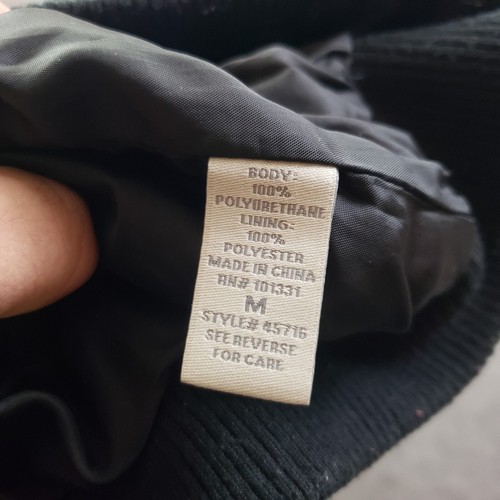 BODY:
100%
POLYURETHANE
LINING:
100%
POLYESTER
MADE IN CHINA
RN# 101331
M
STYLE# 45716
SEE REVERSE
FOR CARE